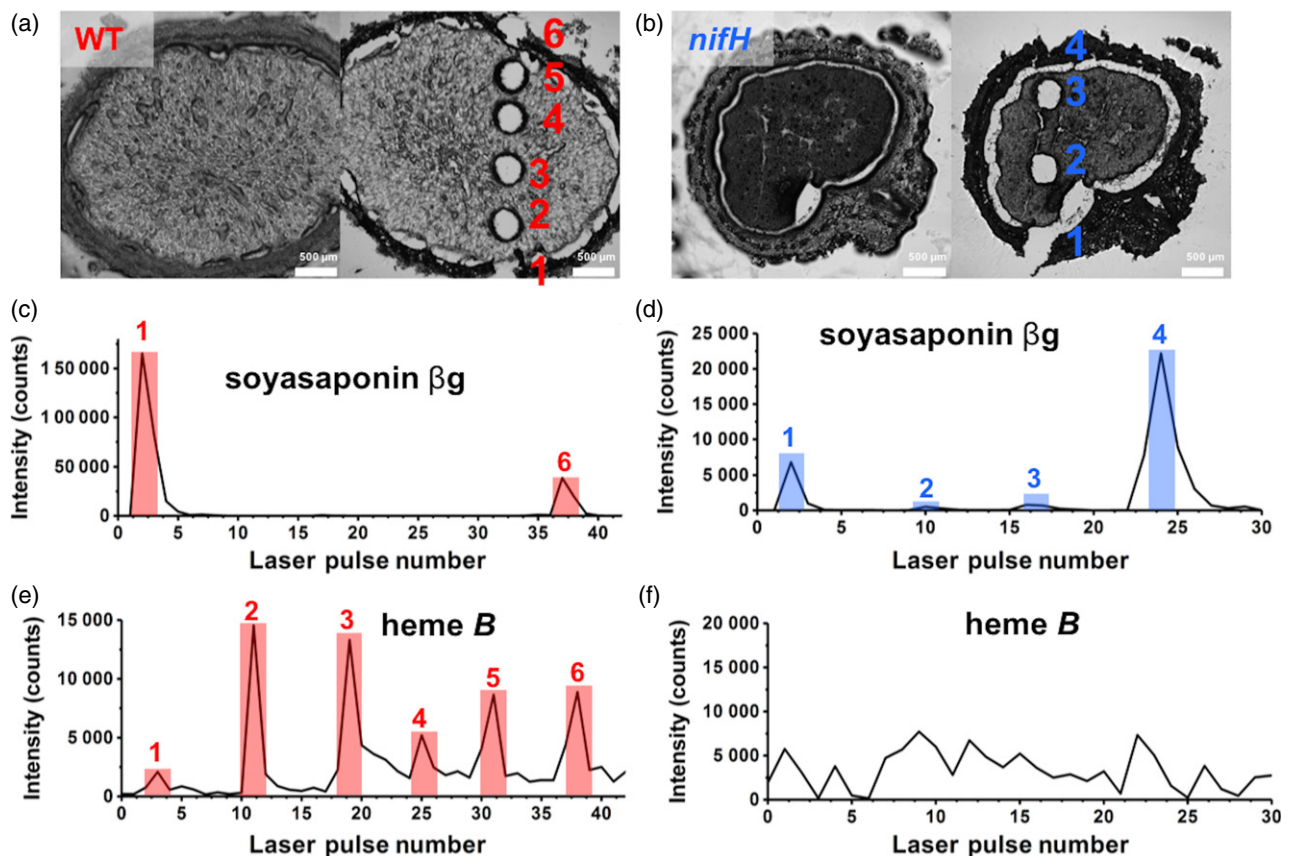 (a)
WT
6
5
4
3
2
1
500 µm
500 µm
(b)
nifH
4
3
2
1
500 µm
500 µm
(c)
Intensity (counts)
150 000
100 000
50 000
0
1
soyasaponin βg
6
0 5 10 15 20 25 30 35 40
Laser pulse number
(d)
Intensity (counts)
25 000
20 000
15 000
10 000
5 000
0
soyasaponin βg
1
2
3
4
0 5 10 15 20 25 30
Laser pulse number
(e)
Intensity (counts)
15 000
10 000
5 000
0
heme B
1
2
3
4
5
6
0 5 10 15 20 25 30 35 40
Laser pulse number
(f)
Intensity (counts)
20 000
15 000
10 000
5 000
0
heme B
0 5 10 15 20 25 30
Laser pulse number